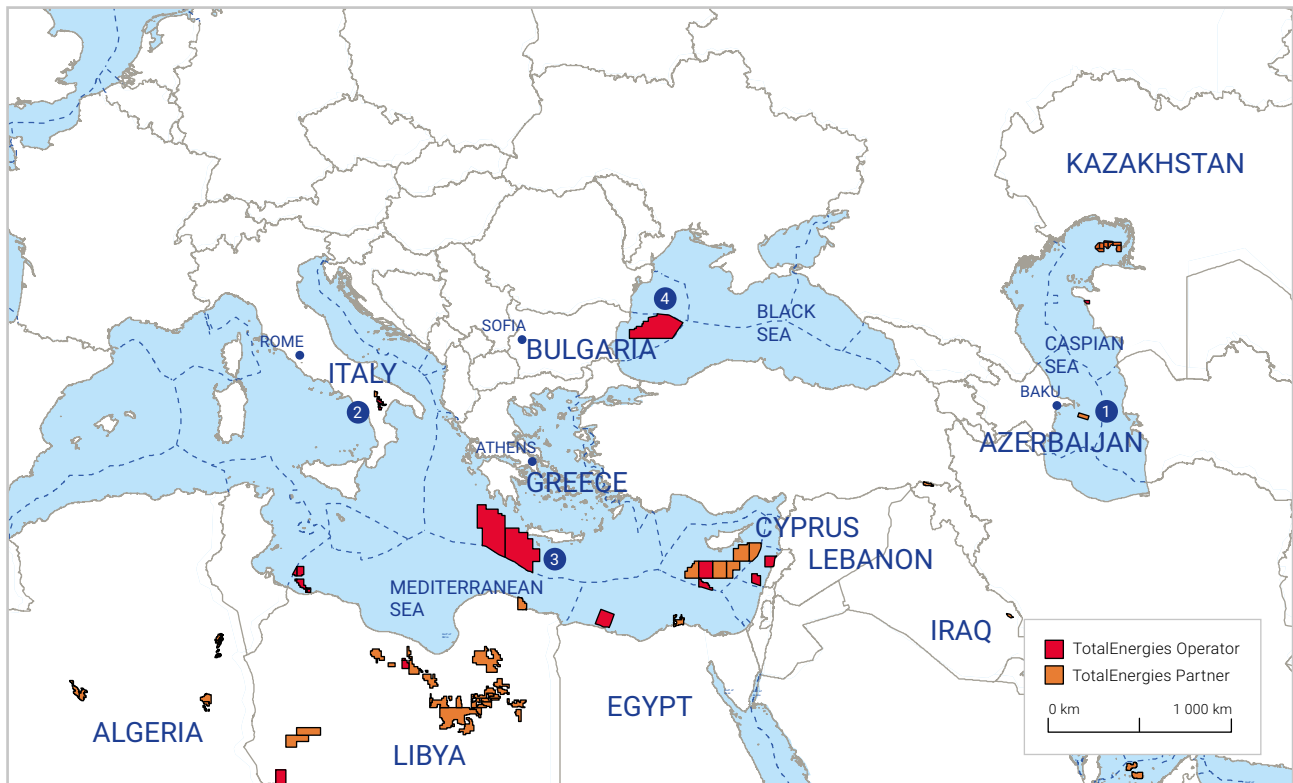 KAZAKHSTAN
4
BLACK
SEA
SOFIA
BULGARIA
ROME
ITALY
CASPIAN
SEA
BAKU
1
2
AZERBAIJAN
ATHENS
GREECE
CYPRUS
LEBANON
3
MEDITERRANEAN
SEA
IRAQ
TotalEnergies Operator
TotalEnergies Partner
0 km 1 000 km
EGYPT
ALGERIA
LIBYA